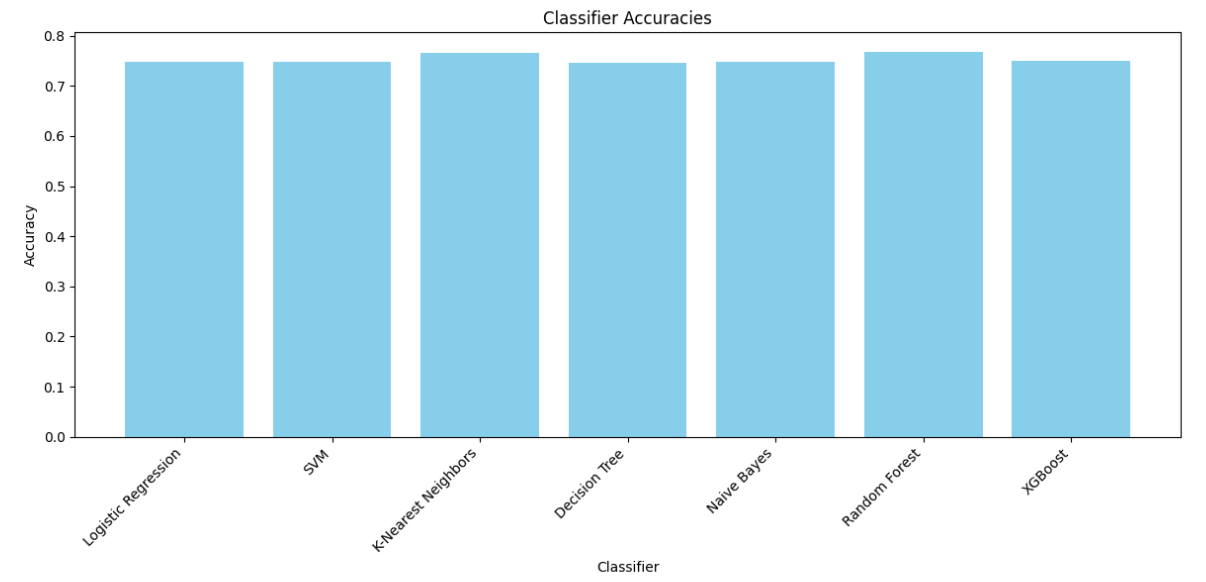 Classifier Accuracies
0.8
0.7
0.6
0.5
0.4
0.3
0.2
0.1
0.0
Accuracy
Logistic Regression
SVM
K-Nearest Neighbors
Decision Tree
Naive Bayes
Random Forest
XGBoost
Classifier